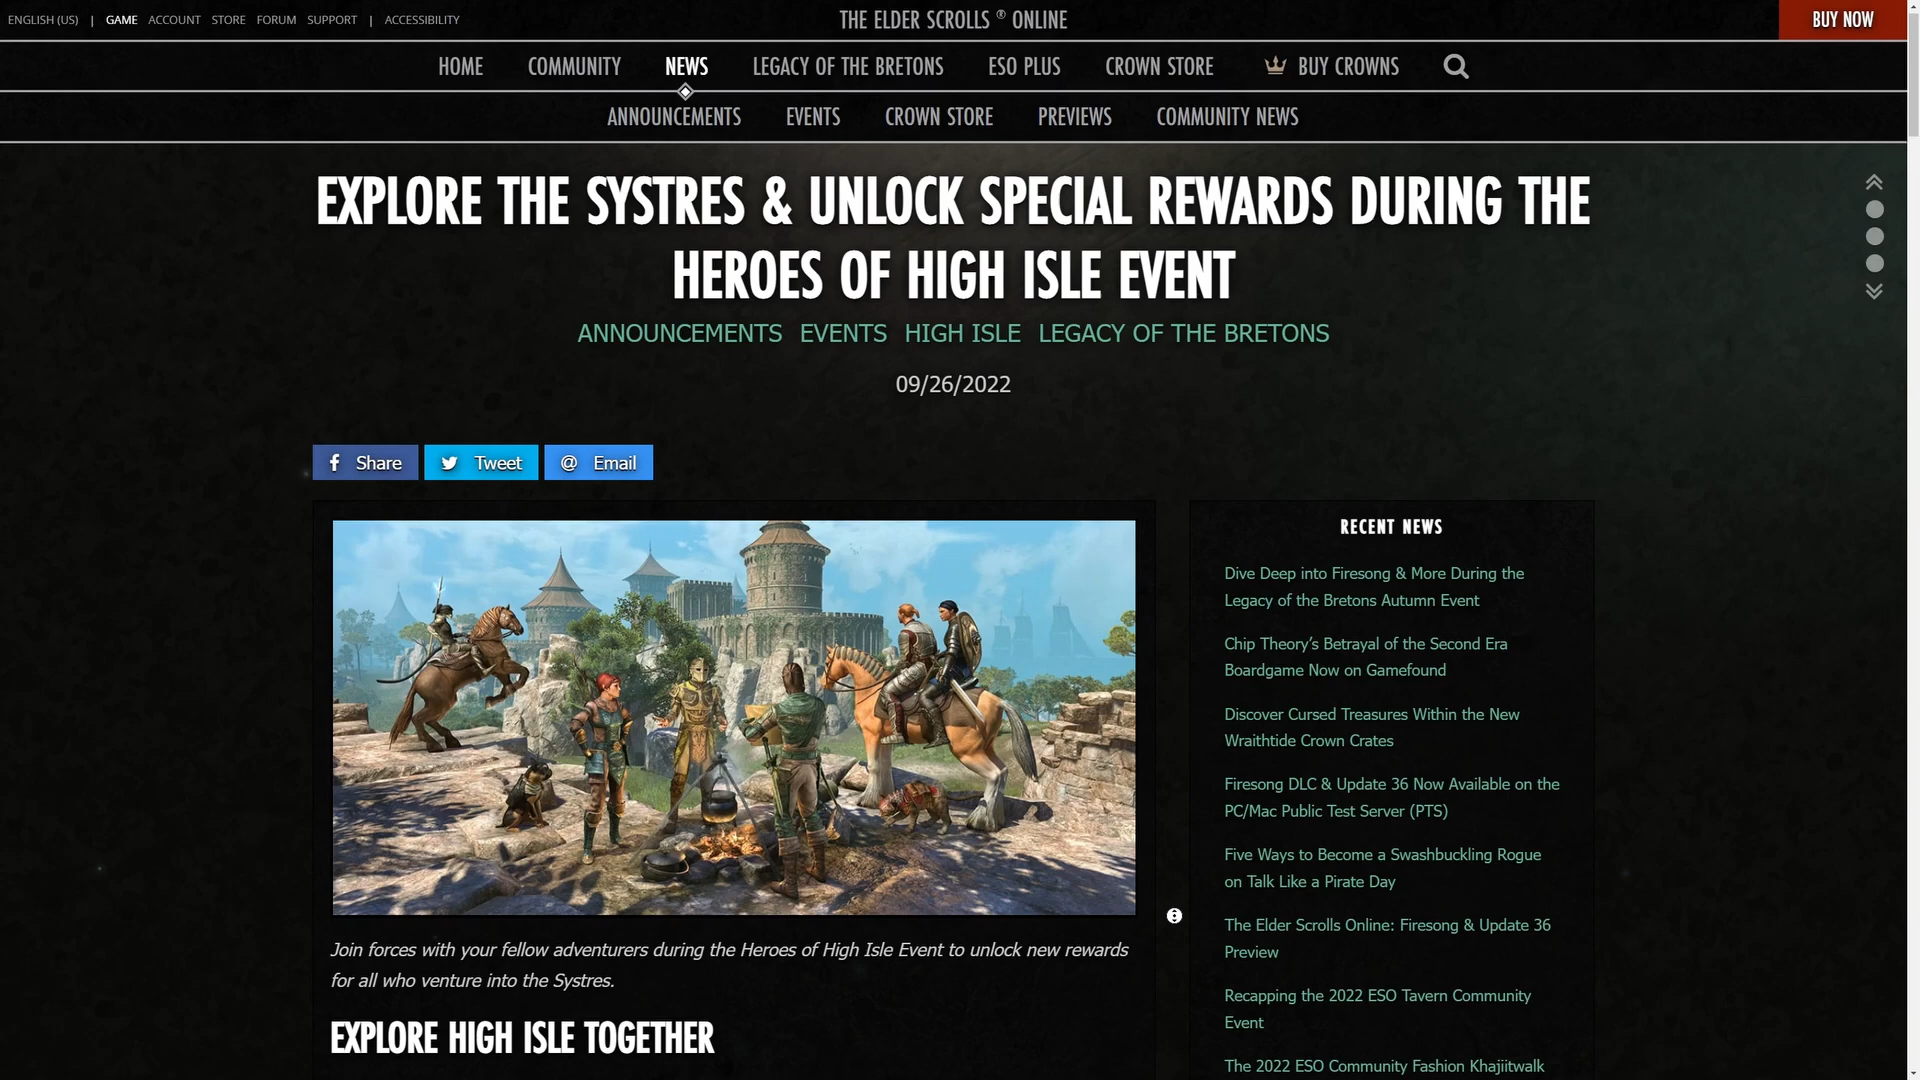 ENGLISH (US) | GAME ACCOUNT STORE FORUM SUPPORT | ACCESSIBILITY
THE ELDER SCROLLS ® ONLINE
BUY NOW
HOME COMMUNITY NEWS LEGACY OF THE BRETONS ESO PLUS CROWN STORE BUY CROWNS
ANNOUNCEMENTS EVENTS CROWN STORE PREVIEWS COMMUNITY NEWS
EXPLORE THE SYSTRES & UNLOCK SPECIAL REWARDS DURING THE
HEROES OF HIGH ISLE EVENT
ANNOUNCEMENTS EVENTS HIGH ISLE LEGACY OF THE BRETONS
09/26/2022
Share Tweet @ Email
Join forces with your fellow adventurers during the Heroes of High Isle Event to unlock new rewards
for all who venture into the Systres.
EXPLORE HIGH ISLE TOGETHER
RECENT NEWS
Dive Deep into Firesong & More During the
Legacy of the Bretons Autumn Event
Chip Theory’s Betrayal of the Second Era
Boardgame Now on Gamefound
Discover Cursed Treasures Within the New
Wraithtide Crown Crates
Firesong DLC & Update 36 Now Available on the
PC/Mac Public Test Server (PTS)
Five Ways to Become a Swashbuckling Rogue
on Talk Like a Pirate Day
The Elder Scrolls Online: Firesong & Update 36
Preview
Recapping the 2022 ESO Tavern Community
Event
The 2022 ESO Community Fashion Khajiitwalk